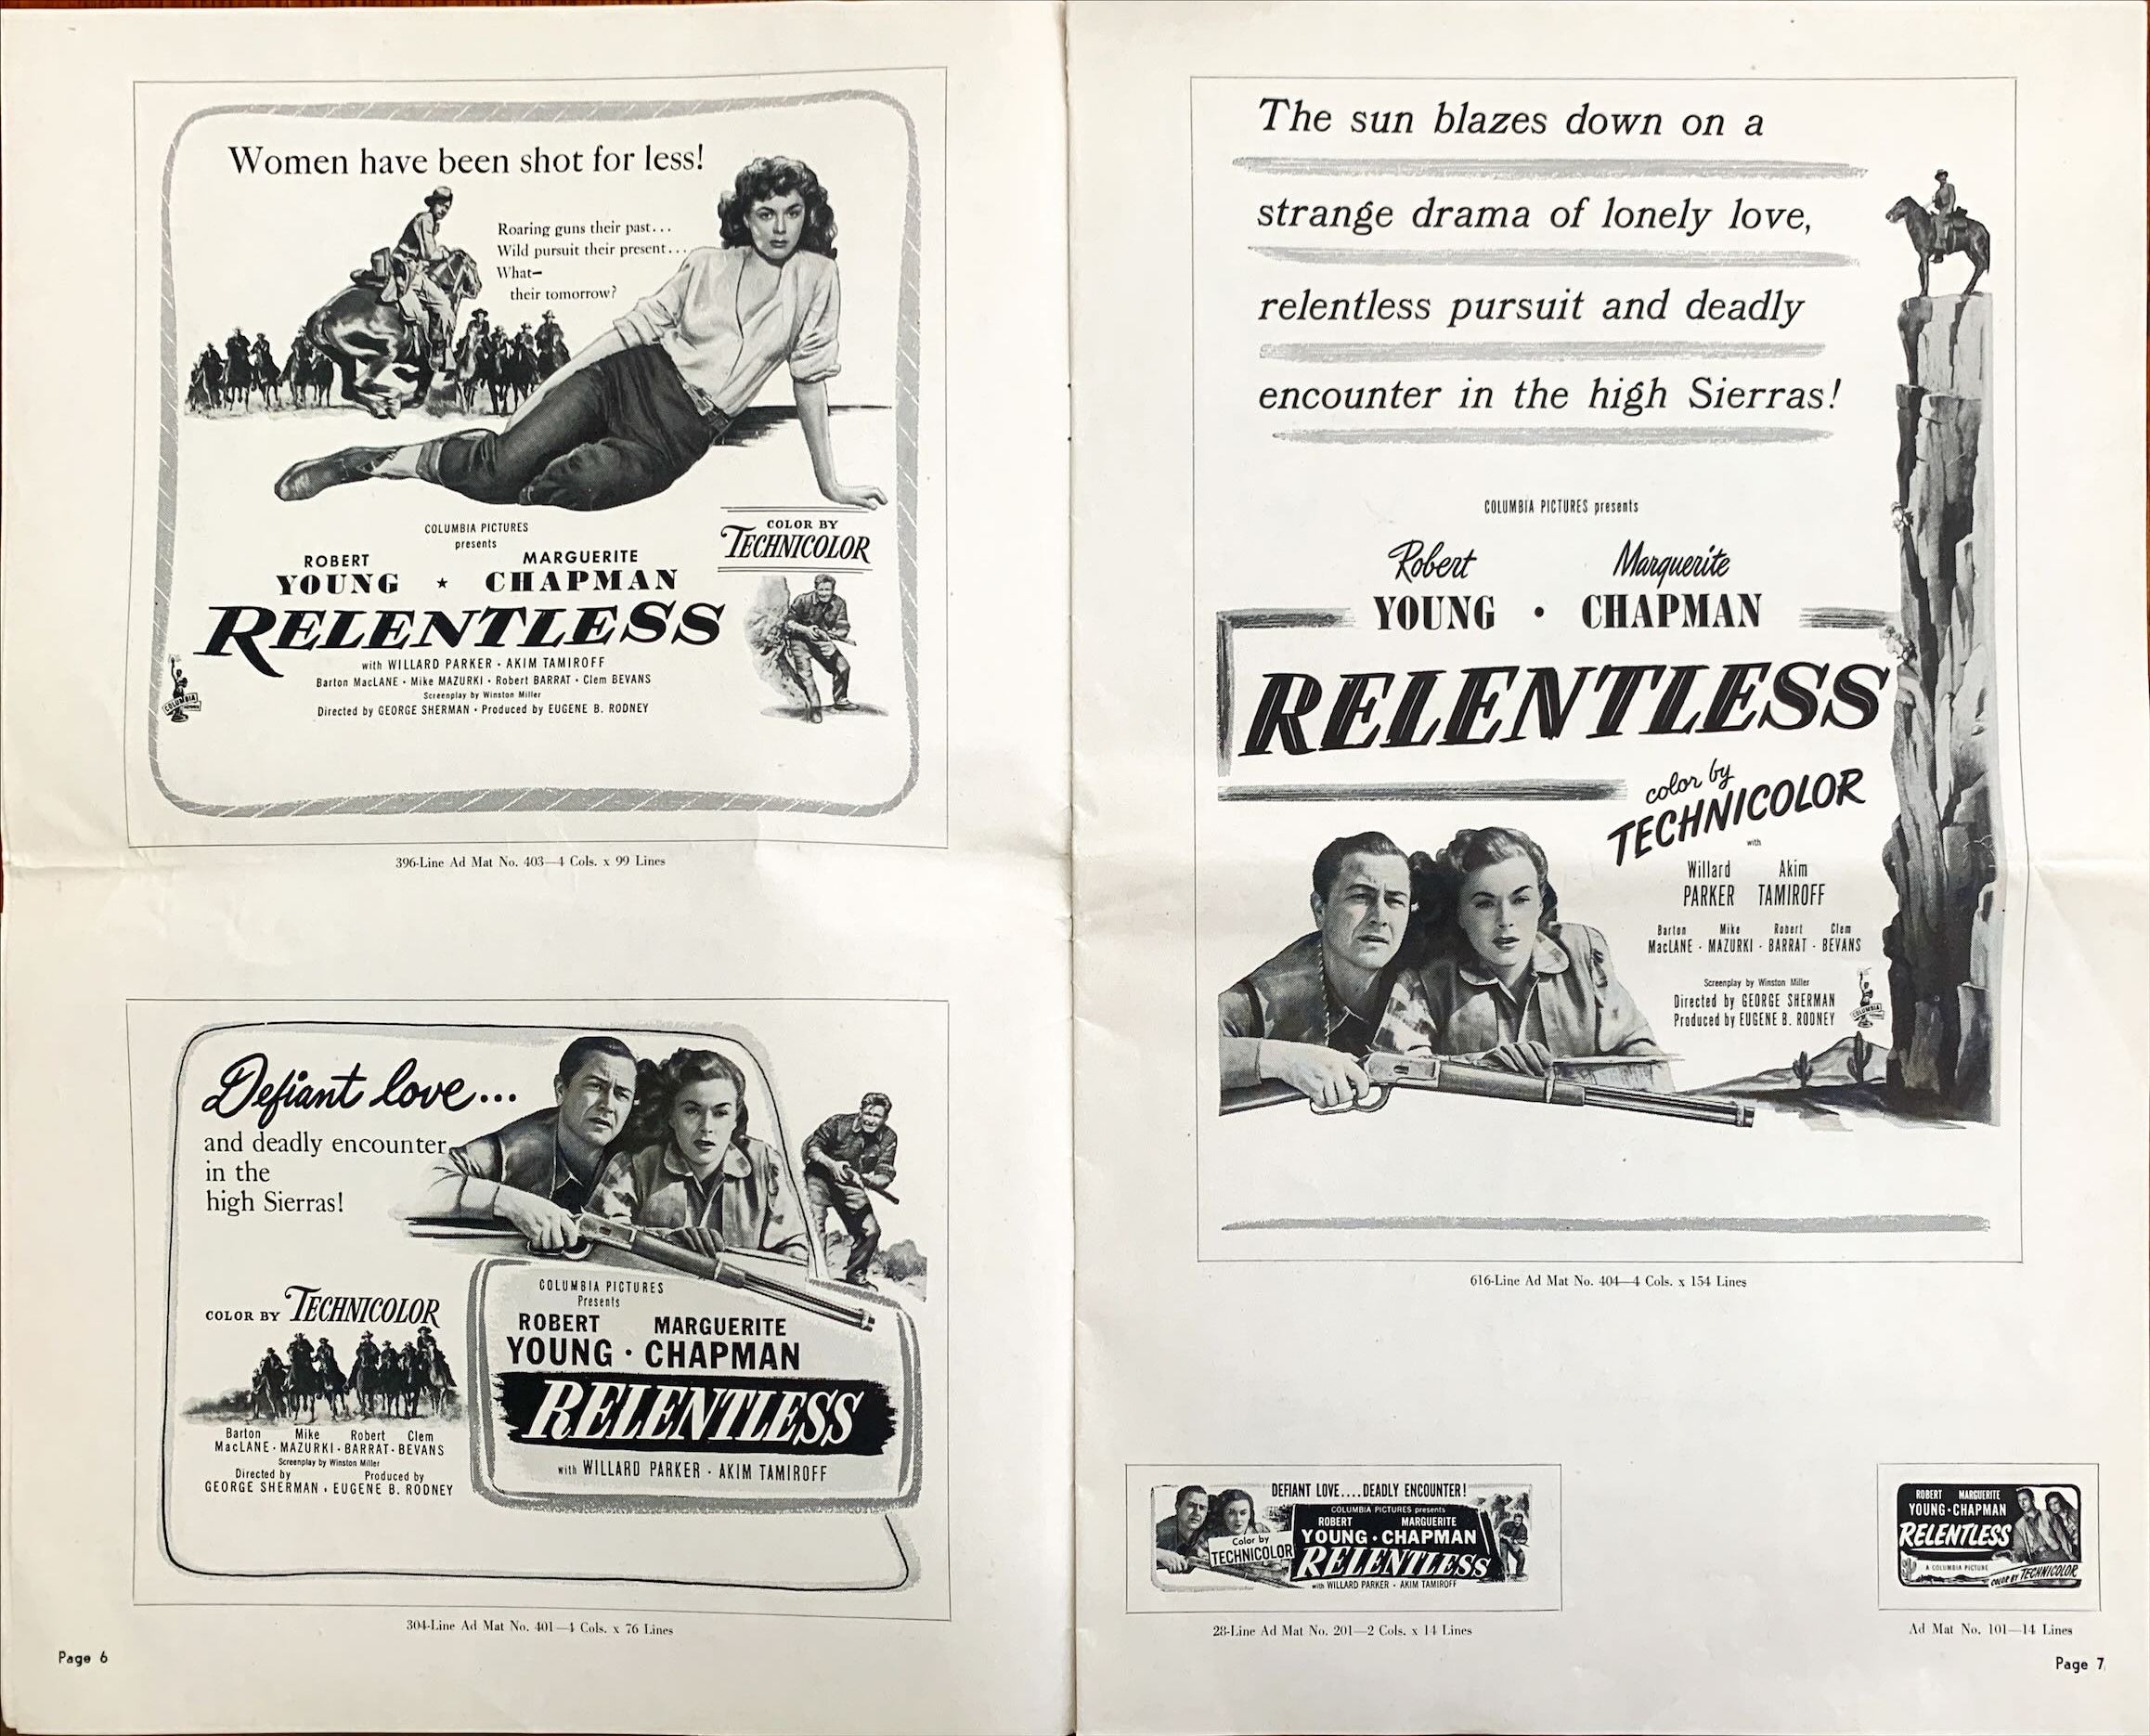 Women have been shot for less!
Roaring guns their past...
Wild pursuit their present...
What—
their tomorrow?
COLUMBIA PICTURES
presents
ROBERT MARGUERITE
YOUNG ★ CHAPMAN
RELENTLESS
with WILLARD PARKER · AKIM TAMIROFF
Barton MacLANE · Mike MAZURKI · Robert BARRAT · Clem BEVANS
Screenplay by Winston Miller
Directed by GEORGE SHERMAN · Produced by EUGENE B. RODNEY
COLOR BY
TECHNICOLOR
COLUMBIA
396-Line Ad Mat No. 403—4 Cols. x 99 Lines
Defiant love...
and deadly encounter
in the
high Sierras!
COLOR BY TECHNICOLOR
Barton Mike Robert Clem
MacLANE · MAZURKI · BARRAT · BEVANS
Screenplay by Winston Miller
Directed by Produced by
GEORGE SHERMAN · EUGENE B. RODNEY
COLUMBIA PICTURES
Presents
ROBERT MARGUERITE
YOUNG · CHAPMAN
RELENTLESS
with WILLARD PARKER · AKIM TAMIROFF
304-Line Ad Mat No. 401—4 Cols. x 76 Lines
Page 6
The sun blazes down on a
strange drama of lonely love,
relentless pursuit and deadly
encounter in the high Sierras!
COLUMBIA PICTURES presents
Robert Marguerite
YOUNG · CHAPMAN
RELENTLESS
color by
TECHNICOLOR
with
Willard Akim
PARKER TAMIROFF
Barton Mike Robert Clem
MacLANE · MAZURKI · BARRAT · BEVANS
Screenplay by Winston Miller
Directed by GEORGE SHERMAN
Produced by EUGENE B. RODNEY
COLUMBIA
616-Line Ad Mat No. 404—4 Cols. x 154 Lines
DEFIANT LOVE....DEADLY ENCOUNTER!
COLUMBIA PICTURES presents
ROBERT MARGUERITE
YOUNG · CHAPMAN
Color by
TECHNICOLOR
RELENTLESS
with WILLARD PARKER · AKIM TAMIROFF
28-Line Ad Mat No. 201—2 Cols. x 14 Lines
ROBERT MARGUERITE
YOUNG · CHAPMAN
RELENTLESS
A COLUMBIA PICTURE
COLOR BY TECHNICOLOR
Ad Mat No. 101—14 Lines
Page 7